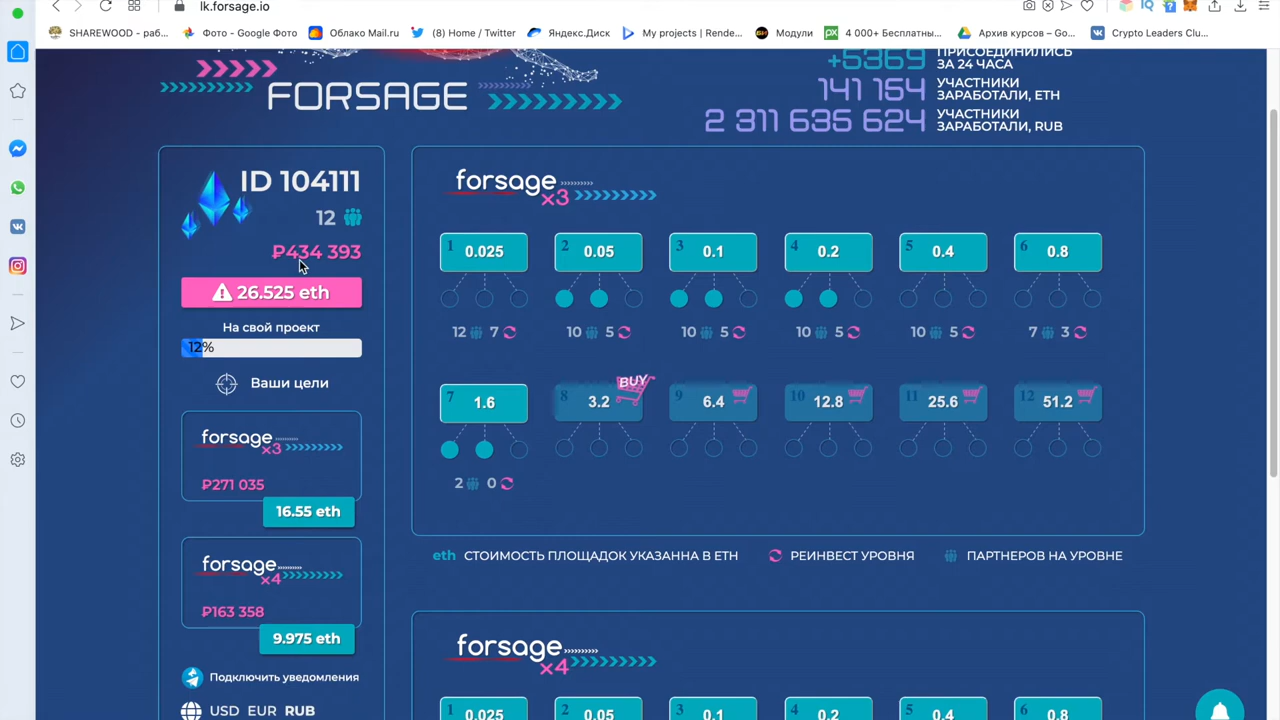 lk.forsage.io
SHAREWOOD - раб...
Фото - Google Фото
Облако Mail.ru
(8) Home / Twitter
Яндекс.Диск
My projects | Rende...
Модули
4 000+ Бесплатны...
Архив курсов – Go...
Crypto Leaders Clu...
FORSAGE
+5369 ПРИСОЕДИНИЛИСЬ
ЗА 24 ЧАСА
141 154 УЧАСТНИКИ
ЗАРАБОТАЛИ, ETH
2 311 635 624 УЧАСТНИКИ
ЗАРАБОТАЛИ, RUB
ID 104111
12
₽434 393
26.525 eth
На свой проект
12%
Ваши цели
forsage
x3
₽271 035
16.55 eth
forsage
x4
₽163 358
9.975 eth
Подключить уведомления
USD EUR RUB
forsage
x3
1 0.025
2 0.05
3 0.1
4 0.2
5 0.4
6 0.8
12 7
10 5
10 5
10 5
10 5
7 3
BUY
7 1.6
8 3.2
9 6.4
10 12.8
11 25.6
12 51.2
2 0
eth СТОИМОСТЬ ПЛОЩАДОК УКАЗАННА В ETH
РЕИНВЕСТ УРОВНЯ
ПАРТНЕРОВ НА УРОВНЕ
forsage
x4
1 0.025
2 0.05
3 0.1
4 0.2
5 0.4
6 0.8